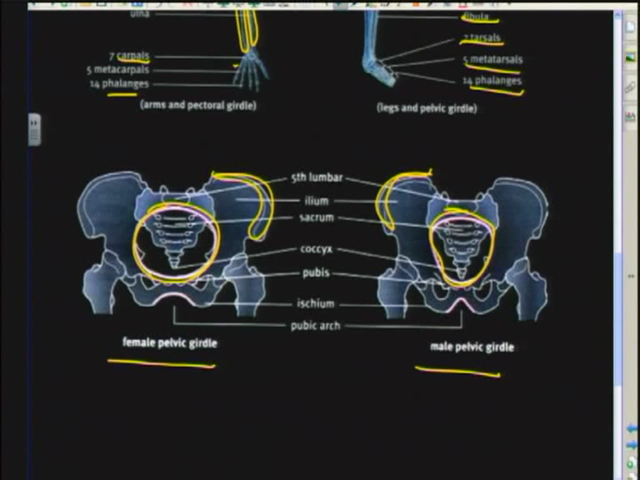 ulna
7 carpals
5 metacarpals
14 phalanges
(arms and pectoral girdle)
fibula
7 tarsals
5 metatarsals
14 phalanges
(legs and pelvic girdle)
5th lumbar
ilium
sacrum
coccyx
pubis
ischium
pubic arch
female pelvic girdle
male pelvic girdle